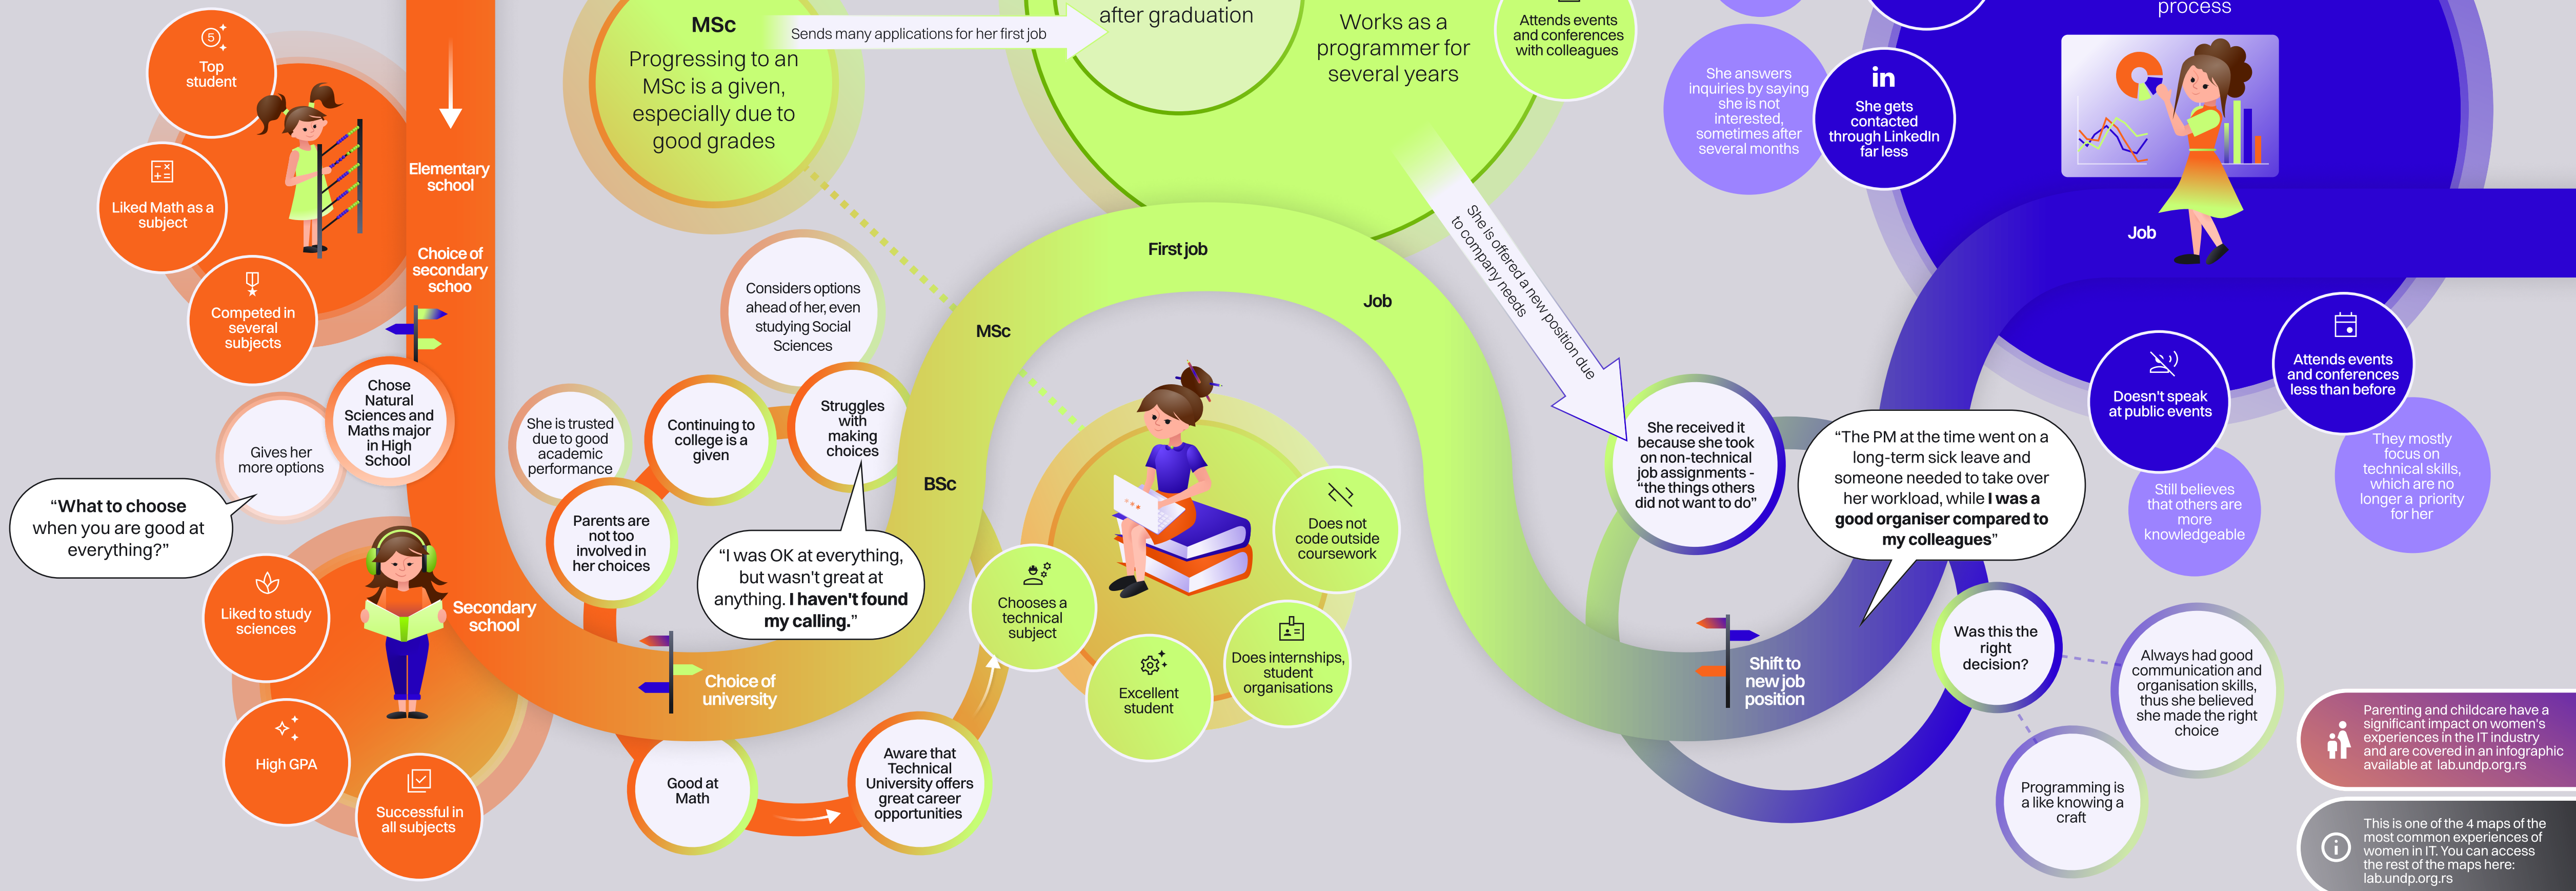 5
Top
student
Liked Math as a
subject
Competed in
several
subjects
Elementary
school
Choice of
secondary
schoo
Chose
Natural
Sciences and
Maths major
in High
School
Gives her
more options
“What to choose
when you are good at
everything?”
Liked to study
sciences
High GPA
Successful in
all subjects
Secondary
school
MSc
Progressing to an
MSc is a given,
especially due to
good grades
Sends many applications for her first job
after graduation
Works as a
programmer for
several years
Attends events
and conferences
with colleagues
Considers options
ahead of her, even
studying Social
Sciences
She is trusted
due to good
academic
performance
Continuing to
college is a
given
Struggles
with
making
choices
Parents are
not too
involved in
her choices
“I was OK at everything,
but wasn't great at
anything. I haven't found
my calling.”
Choice of
university
Good at
Math
Aware that
Technical
University offers
great career
opportunities
BSc
MSc
First job
Job
Chooses a
technical
subject
Excellent
student
Does internships,
student
organisations
Does not
code outside
coursework
She is offered a new position due
to company needs
She received it
because she took
on non-technical
job assignments -
“the things others
did not want to do”
“The PM at the time went on a
long-term sick leave and
someone needed to take over
her workload, while I was a
good organiser compared to
my colleagues”
Shift to
new job
position
Was this the
right
decision?
Always had good
communication and
organisation skills,
thus she believed
she made the right
choice
Programming is
a like knowing a
craft
She answers
inquiries by saying
she is not
interested,
sometimes after
several months
in
She gets
contacted
through LinkedIn
far less
process
Job
Doesn't speak
at public events
Still believes
that others are
more
knowledgeable
Attends events
and conferences
less than before
They mostly
focus on
technical skills,
which are no
longer a priority
for her
Parenting and childcare have a
significant impact on women's
experiences in the IT industry
and are covered in an infographic
available at lab.undp.org.rs
This is one of the 4 maps of the
most common experiences of
women in IT. You can access
the rest of the maps here:
lab.undp.org.rs